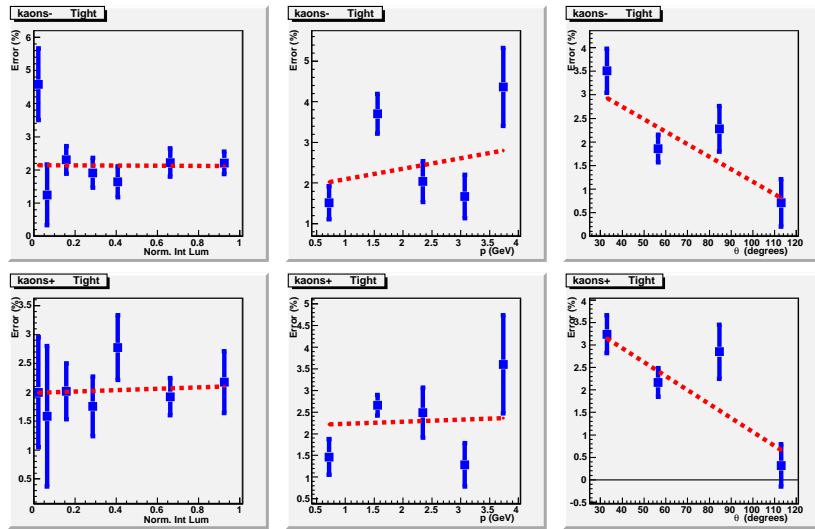 kaons- Tight
Error (%)
6
5
4
3
2
1
0
0 0.2 0.4 0.6 0.8 1
Norm. Int Lum
kaons- Tight
Error (%)
5
4
3
2
1
0.5 1 1.5 2 2.5 3 3.5 4
p (GeV)
kaons- Tight
Error (%)
4
3.5
3
2.5
2
1.5
1
0.5
0
30 40 50 60 70 80 90 100 110 120
θ (degrees)
kaons+ Tight
Error (%)
3.5
3
2.5
2
1.5
1
0.5
0 0.2 0.4 0.6 0.8 1
Norm. Int Lum
kaons+ Tight
Error (%)
5
4.5
4
3.5
3
2.5
2
1.5
1
0.5
0.5 1 1.5 2 2.5 3 3.5 4
p (GeV)
kaons+ Tight
Error (%)
4
3.5
3
2.5
2
1.5
1
0.5
0
-0.5
30 40 50 60 70 80 90 100 110 120
θ (degrees)